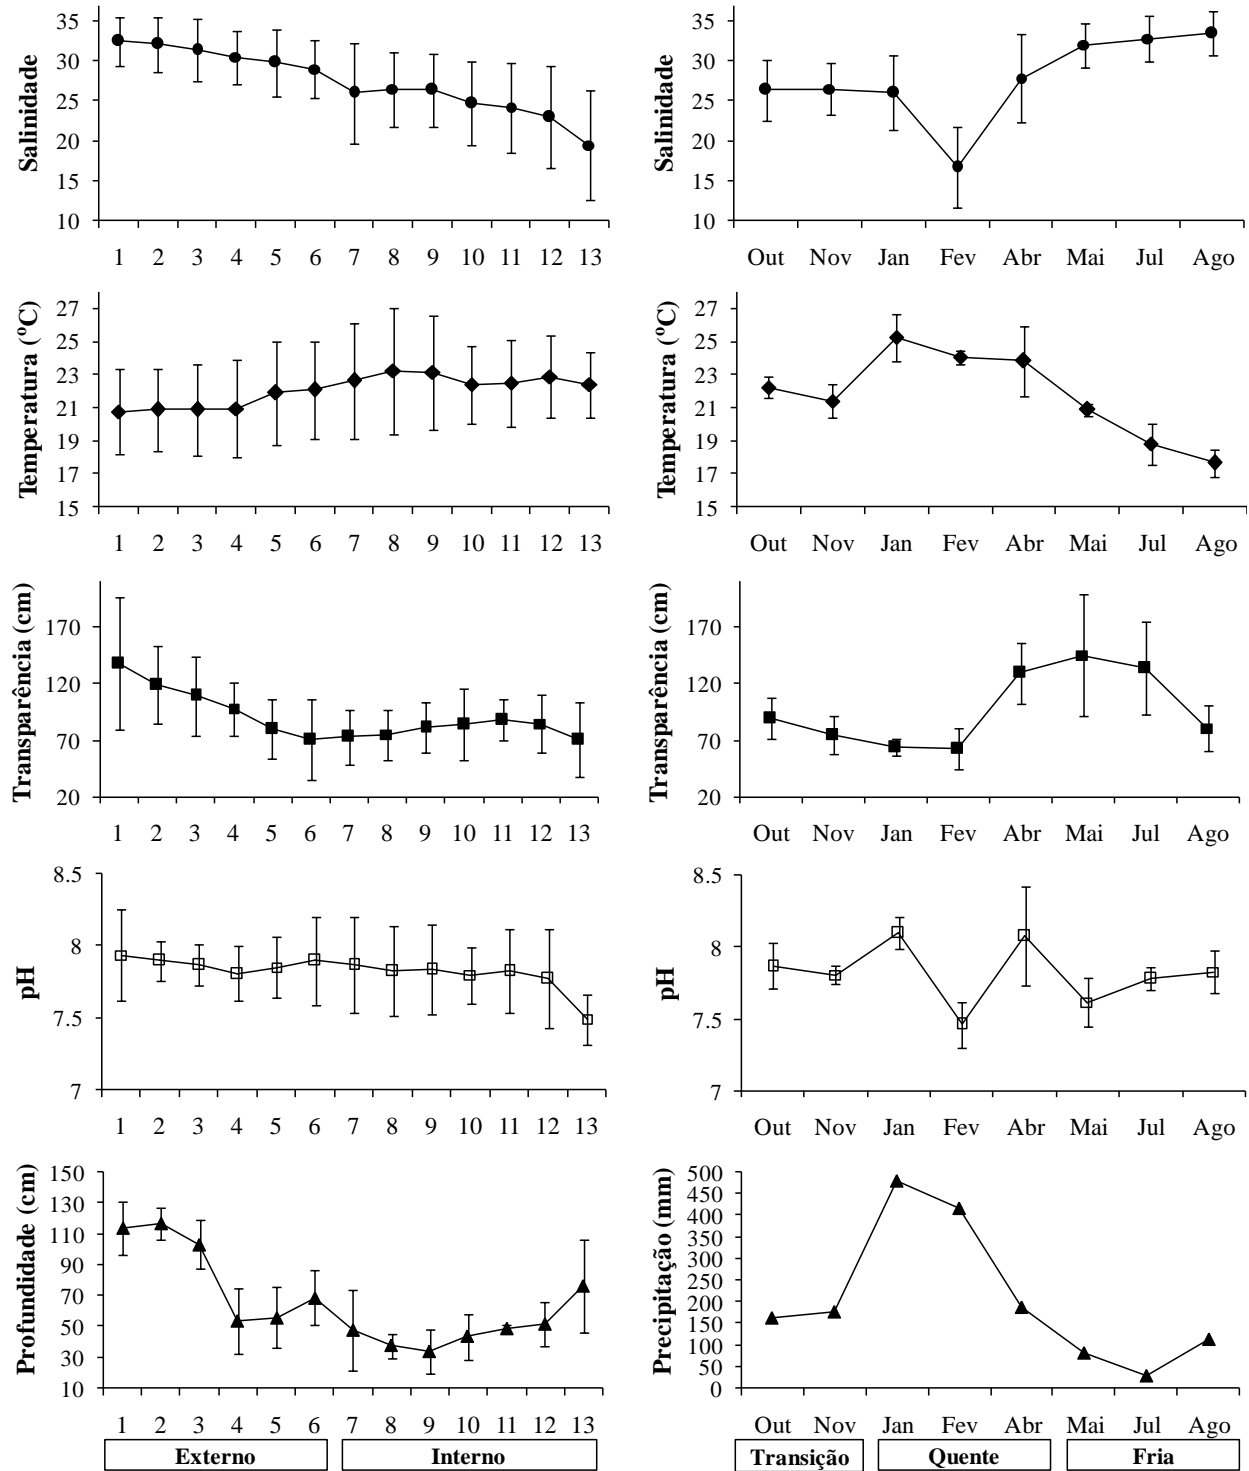 Salinidade
35
30
25
20
15
10
1 2 3 4 5 6 7 8 9 10 11 12 13
Salinidade
35
30
25
20
15
10
Out Nov Jan Fev Abr Mai Jul Ago
Temperatura (ºC)
27
25
23
21
19
17
15
1 2 3 4 5 6 7 8 9 10 11 12 13
Temperatura (ºC)
27
25
23
21
19
17
15
Out Nov Jan Fev Abr Mai Jul Ago
Transparência (cm)
170
120
70
20
1 2 3 4 5 6 7 8 9 10 11 12 13
Transparência (cm)
170
120
70
20
Out Nov Jan Fev Abr Mai Jul Ago
pH
8.5
8
7.5
7
1 2 3 4 5 6 7 8 9 10 11 12 13
pH
8.5
8
7.5
7
Out Nov Jan Fev Abr Mai Jul Ago
Profundidade (cm)
150
130
110
90
70
50
30
10
1 2 3 4 5 6 7 8 9 10 11 12 13
Externo Interno
Precipitação (mm)
500
450
400
350
300
250
200
150
100
50
0
Out Nov Jan Fev Abr Mai Jul Ago
Transição Quente Fria